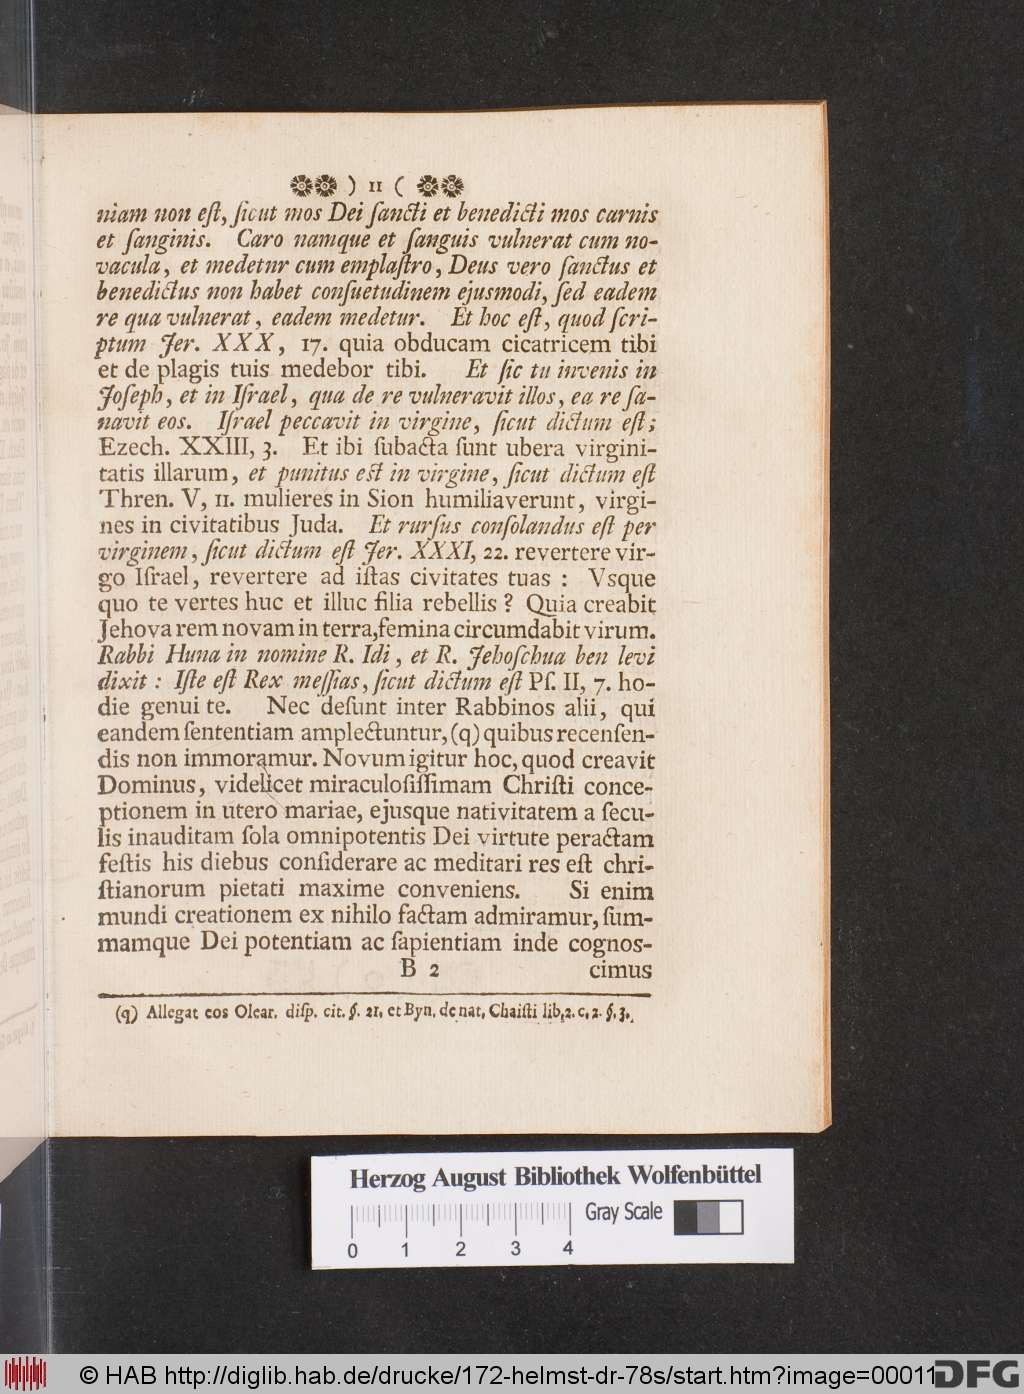 ) 11 (
niam non eſt, ſicut mos Dei ſancti et benedicti mos carnis
et ſanginis. Caro namque et ſanguis vulnerat cum no-
vacula, et medetur cum emplaſtro, Deus vero ſanctus et
benedictus non habet conſuetudinem ejusmodi, ſed eadem
re qua vulnerat, eadem medetur. Et hoc eſt, quod ſcri-
ptum Jer. XXX, 17. quia obducam cicatricem tibi
et de plagis tuis medebor tibi. Et ſic tu invenis in
Joſeph, et in Iſrael, qua de re vulneravit illos, ea re ſa-
navit eos. Iſrael peccavit in virgine, ſicut dictum eſt;
Ezech. XXIII, 3. Et ibi ſubacta ſunt ubera virgini-
tatis illarum, et punitus eſt in virgine, ſicut dictum eſt
Thren. V, 11. mulieres in Sion humiliaverunt, virgi-
nes in civitatibus Juda. Et rurſus conſolandus eſt per
virginem, ſicut dictum eſt Jer. XXXI, 22. revertere vir-
go Iſrael, revertere ad iſtas civitates tuas : Vsque
quo te vertes huc et illuc filia rebellis ? Quia creabit
Jehova rem novam in terra, femina circumdabit virum.
Rabbi Huna in nomine R. Idi, et R. Jehoſchua ben levi
dixit : Iſte eſt Rex meſſias, ſicut dictum eſt Pſ. II, 7. ho-
die genui te. Nec deſunt inter Rabbinos alii, qui
eandem ſententiam amplectuntur, (q) quibus recenſen-
dis non immoramur. Novum igitur hoc, quod creavit
Dominus, videlicet miraculoſiſſimam Chriſti conce-
ptionem in utero mariae, ejusque nativitatem a ſecu-
lis inauditam ſola omnipotentis Dei virtute peractam
feſtis his diebus conſiderare ac meditari res eſt chri-
ſtianorum pietati maxime conveniens. Si enim
mundi creationem ex nihilo factam admiramur, ſum-
mamque Dei potentiam ac ſapientiam inde cognos-
B 2 cimus
(q) Allegat eos Olear. diſp. cit. §. 21, et Byn. de nat, Chaiſti lib, 2. c, 2. §. 3.
Herzog August Bibliothek Wolfenbüttel
Gray Scale
0 1 2 3 4
© HAB http://diglib.hab.de/drucke/172-helmst-dr-78s/start.htm?image=00011
DFG